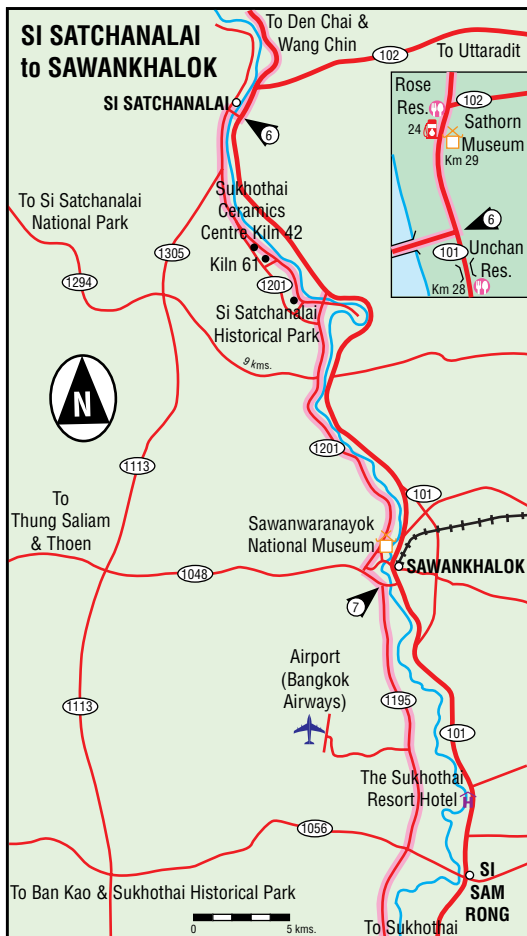 SI SATCHANALAI
to SAWANKHALOK
To Den Chai &
Wang Chin
102
To Uttaradit
SI SATCHANALAI
6
Rose
Res.
102
24
Sathorn
Museum
Km 29
6
101
Unchan
Res.
Km 28
Sukhothai
Ceramics
Centre Kiln 42
Kiln 61
To Si Satchanalai
National Park
1305
1294
1201
Si Satchanalai
Historical Park
9 kms.
N
1201
1113
101
To
Thung Saliam
& Thoen
Sawanwaranayok
National Museum
SAWANKHALOK
1048
7
Airport
(Bangkok
Airways)
1195
1113
101
The Sukhothai
Resort Hotel
H
1056
SI
SAM
RONG
To Ban Kao & Sukhothai Historical Park
5 kms.
To Sukhothai